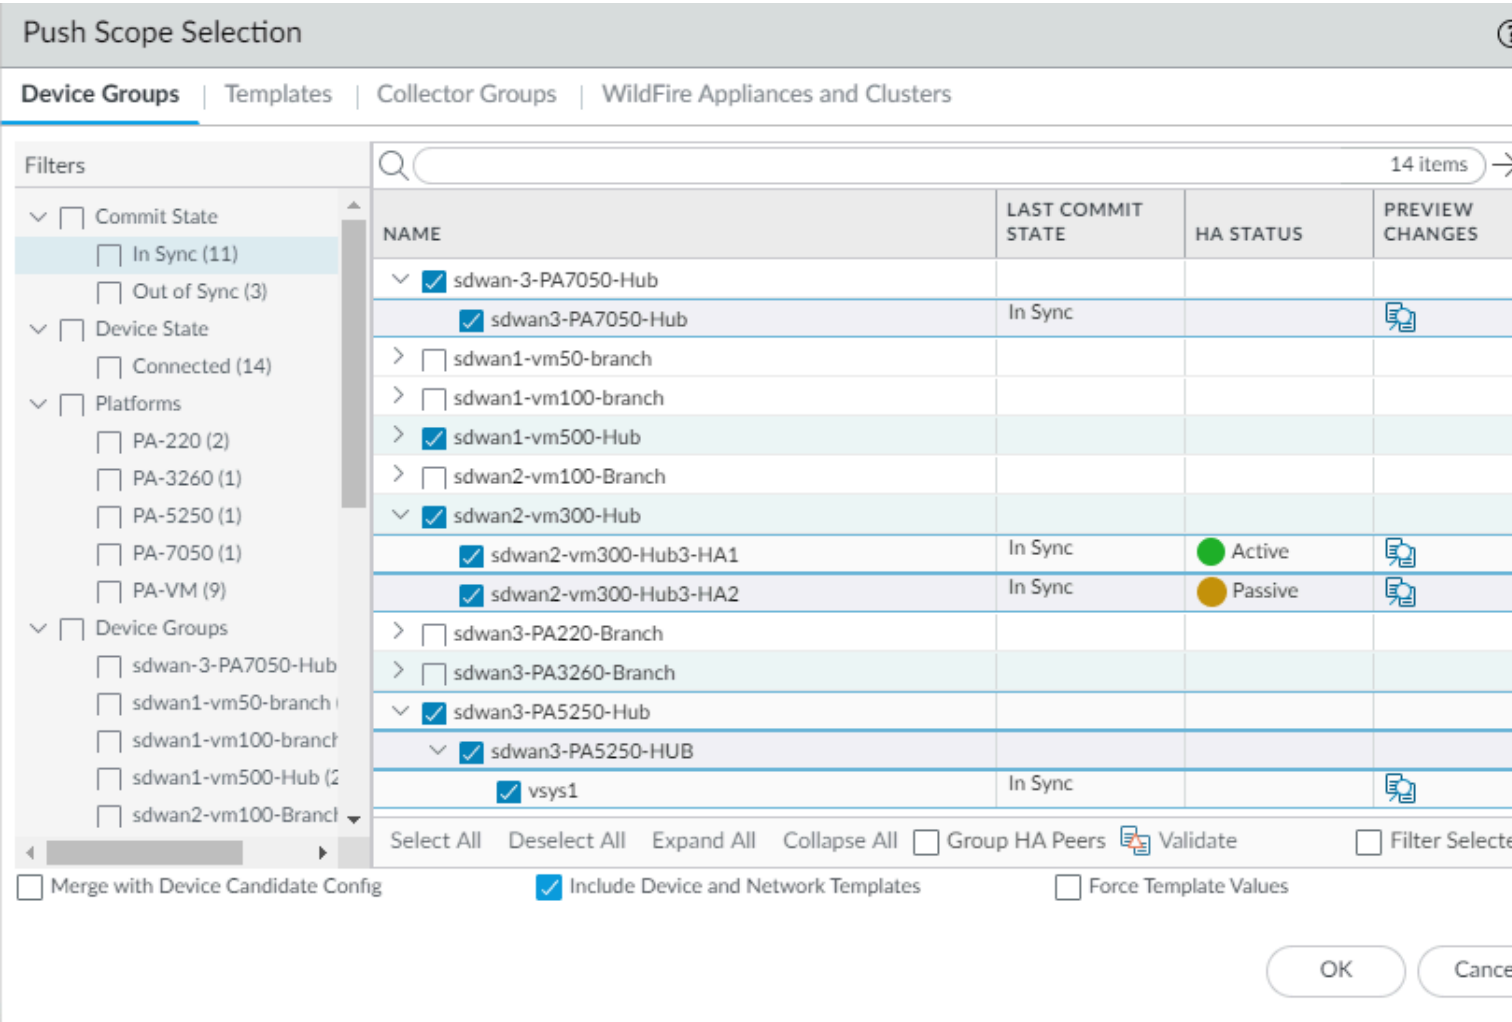 Push Scope Selection
Device Groups | Templates | Collector Groups | WildFire Appliances and Clusters
Filters
14 items
Commit State
In Sync (11)
Out of Sync (3)
Device State
Connected (14)
Platforms
PA-220 (2)
PA-3260 (1)
PA-5250 (1)
PA-7050 (1)
PA-VM (9)
Device Groups
sdwan-3-PA7050-Hub
sdwan1-vm50-branch
sdwan1-vm100-branch
sdwan1-vm500-Hub (2
sdwan2-vm100-Branch
NAME
LAST COMMIT STATE
HA STATUS
PREVIEW CHANGES
sdwan-3-PA7050-Hub
sdwan3-PA7050-Hub In Sync
sdwan1-vm50-branch
sdwan1-vm100-branch
sdwan1-vm500-Hub
sdwan2-vm100-Branch
sdwan2-vm300-Hub
sdwan2-vm300-Hub3-HA1 In Sync Active
sdwan2-vm300-Hub3-HA2 In Sync Passive
sdwan3-PA220-Branch
sdwan3-PA3260-Branch
sdwan3-PA5250-Hub
sdwan3-PA5250-HUB
vsys1 In Sync
Select All Deselect All Expand All Collapse All Group HA Peers Validate Filter Selecte
Merge with Device Candidate Config Include Device and Network Templates Force Template Values
OK Cance